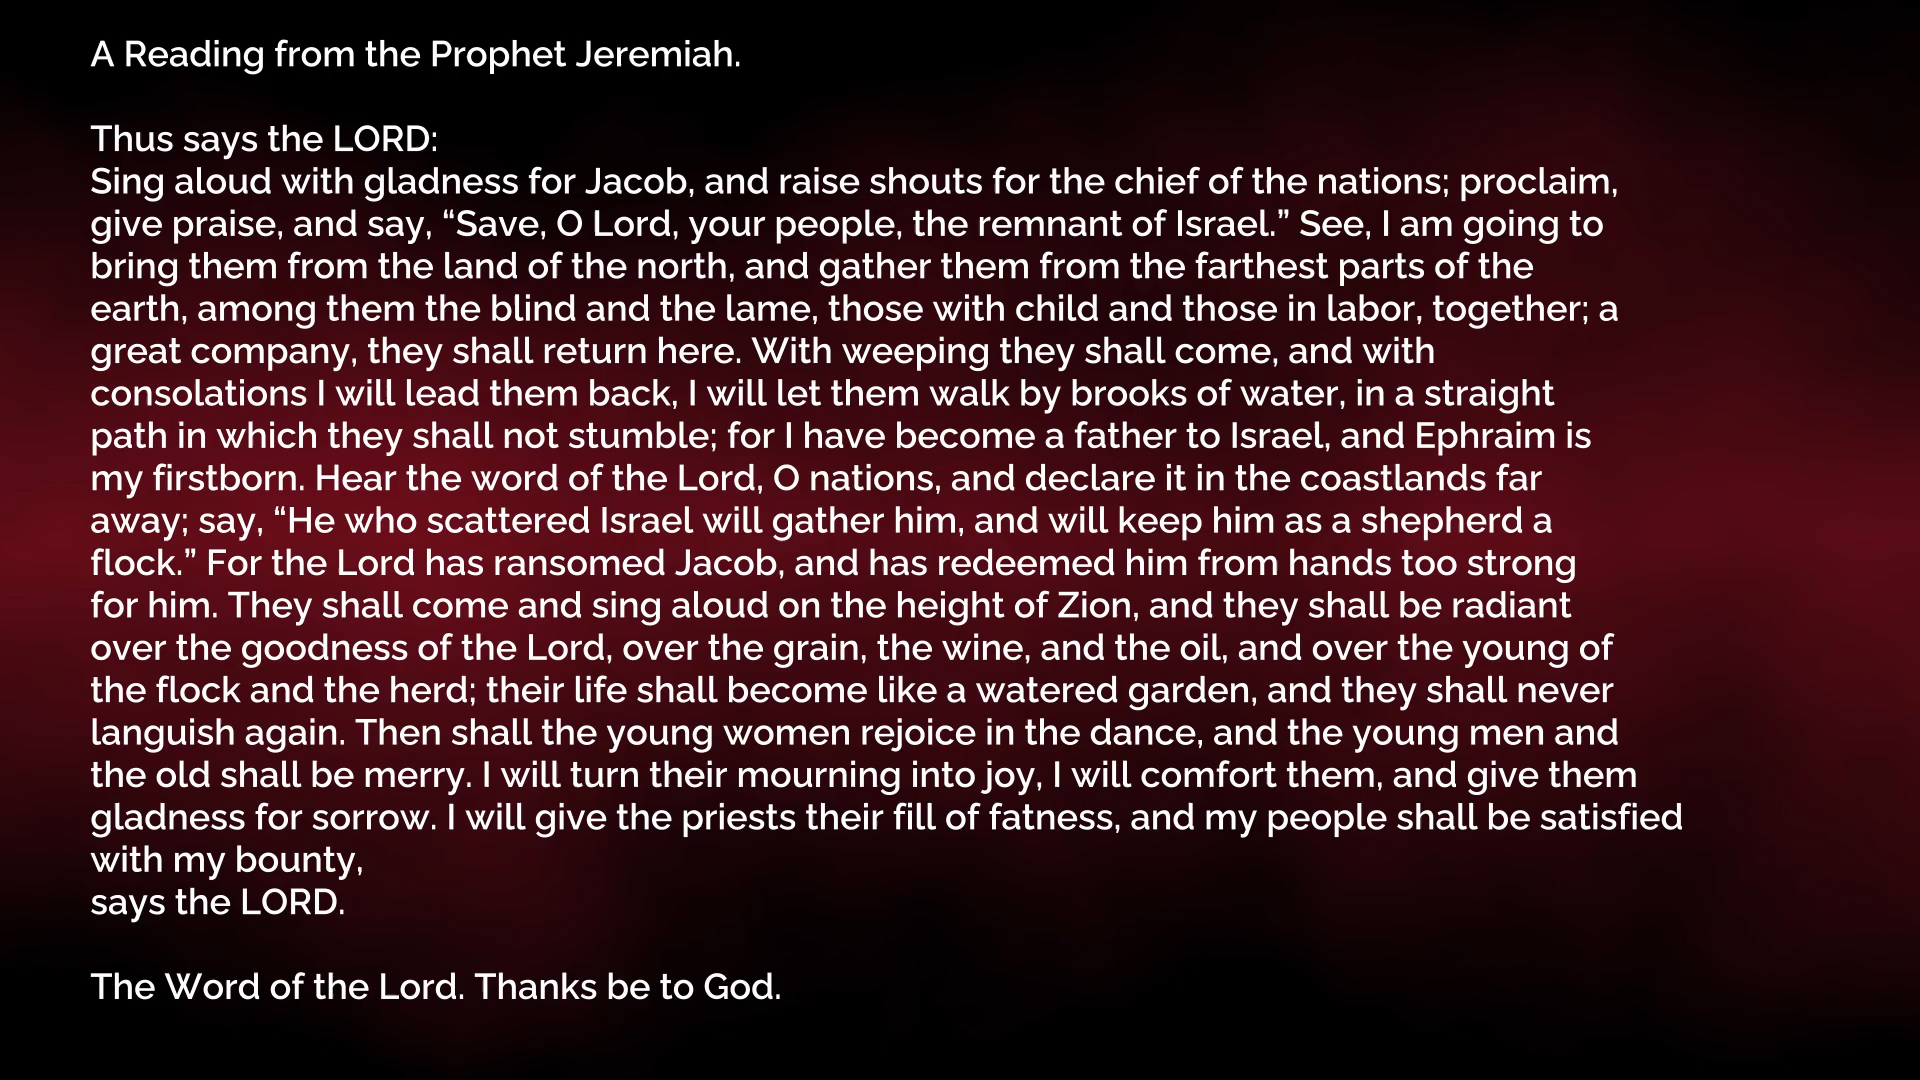 A Reading from the Prophet Jeremiah.
Thus says the LORD:
Sing aloud with gladness for Jacob, and raise shouts for the chief of the nations; proclaim,
give praise, and say, “Save, O Lord, your people, the remnant of Israel.” See, I am going to
bring them from the land of the north, and gather them from the farthest parts of the
earth, among them the blind and the lame, those with child and those in labor, together; a
great company, they shall return here. With weeping they shall come, and with
consolations I will lead them back, I will let them walk by brooks of water, in a straight
path in which they shall not stumble; for I have become a father to Israel, and Ephraim is
my firstborn. Hear the word of the Lord, O nations, and declare it in the coastlands far
away; say, “He who scattered Israel will gather him, and will keep him as a shepherd a
flock.” For the Lord has ransomed Jacob, and has redeemed him from hands too strong
for him. They shall come and sing aloud on the height of Zion, and they shall be radiant
over the goodness of the Lord, over the grain, the wine, and the oil, and over the young of
the flock and the herd; their life shall become like a watered garden, and they shall never
languish again. Then shall the young women rejoice in the dance, and the young men and
the old shall be merry. I will turn their mourning into joy, I will comfort them, and give them
gladness for sorrow. I will give the priests their fill of fatness, and my people shall be satisfied
with my bounty,
says the LORD.
The Word of the Lord. Thanks be to God.